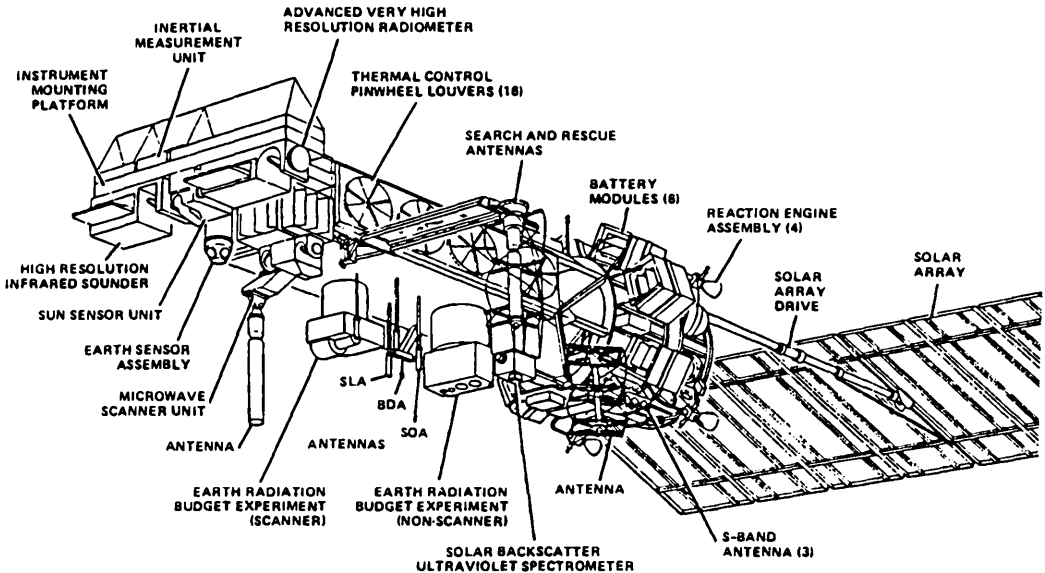 ADVANCED VERY HIGH
RESOLUTION RADIOMETER
INERTIAL
MEASUREMENT
UNIT
INSTRUMENT
MOUNTING
PLATFORM
THERMAL CONTROL
PINWHEEL LOUVERS (16)
SEARCH AND RESCUE
ANTENNAS
BATTERY
MODULES (6)
REACTION ENGINE
ASSEMBLY (4)
SOLAR
ARRAY
DRIVE
SOLAR
ARRAY
HIGH RESOLUTION
INFRARED SOUNDER
SUN SENSOR UNIT
EARTH SENSOR
ASSEMBLY
MICROWAVE
SCANNER UNIT
ANTENNA
SLA
BDA
SOA
ANTENNAS
EARTH RADIATION
BUDGET EXPERIMENT
(SCANNER)
EARTH RADIATION
BUDGET EXPERIMENT
(NON-SCANNER)
SOLAR BACKSCATTER
ULTRAVIOLET SPECTROMETER
ANTENNA
S-BAND
ANTENNA (3)